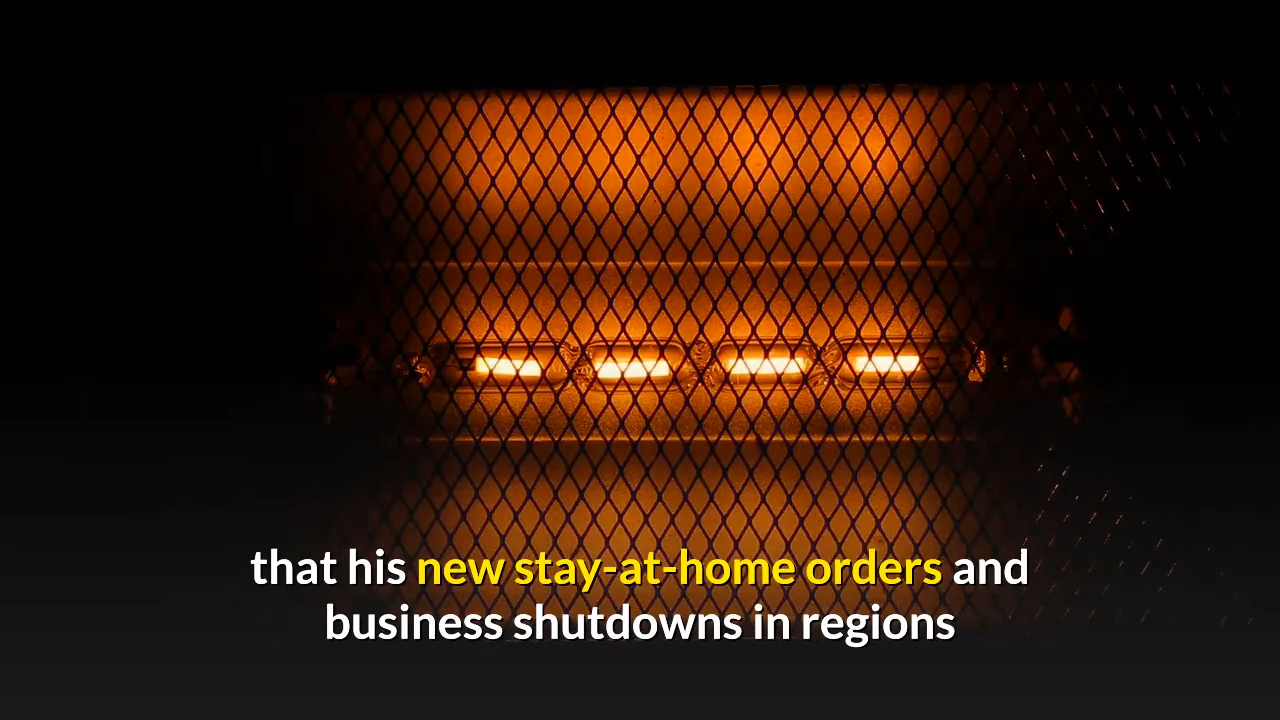 that his new stay-at-home orders and
business shutdowns in regions